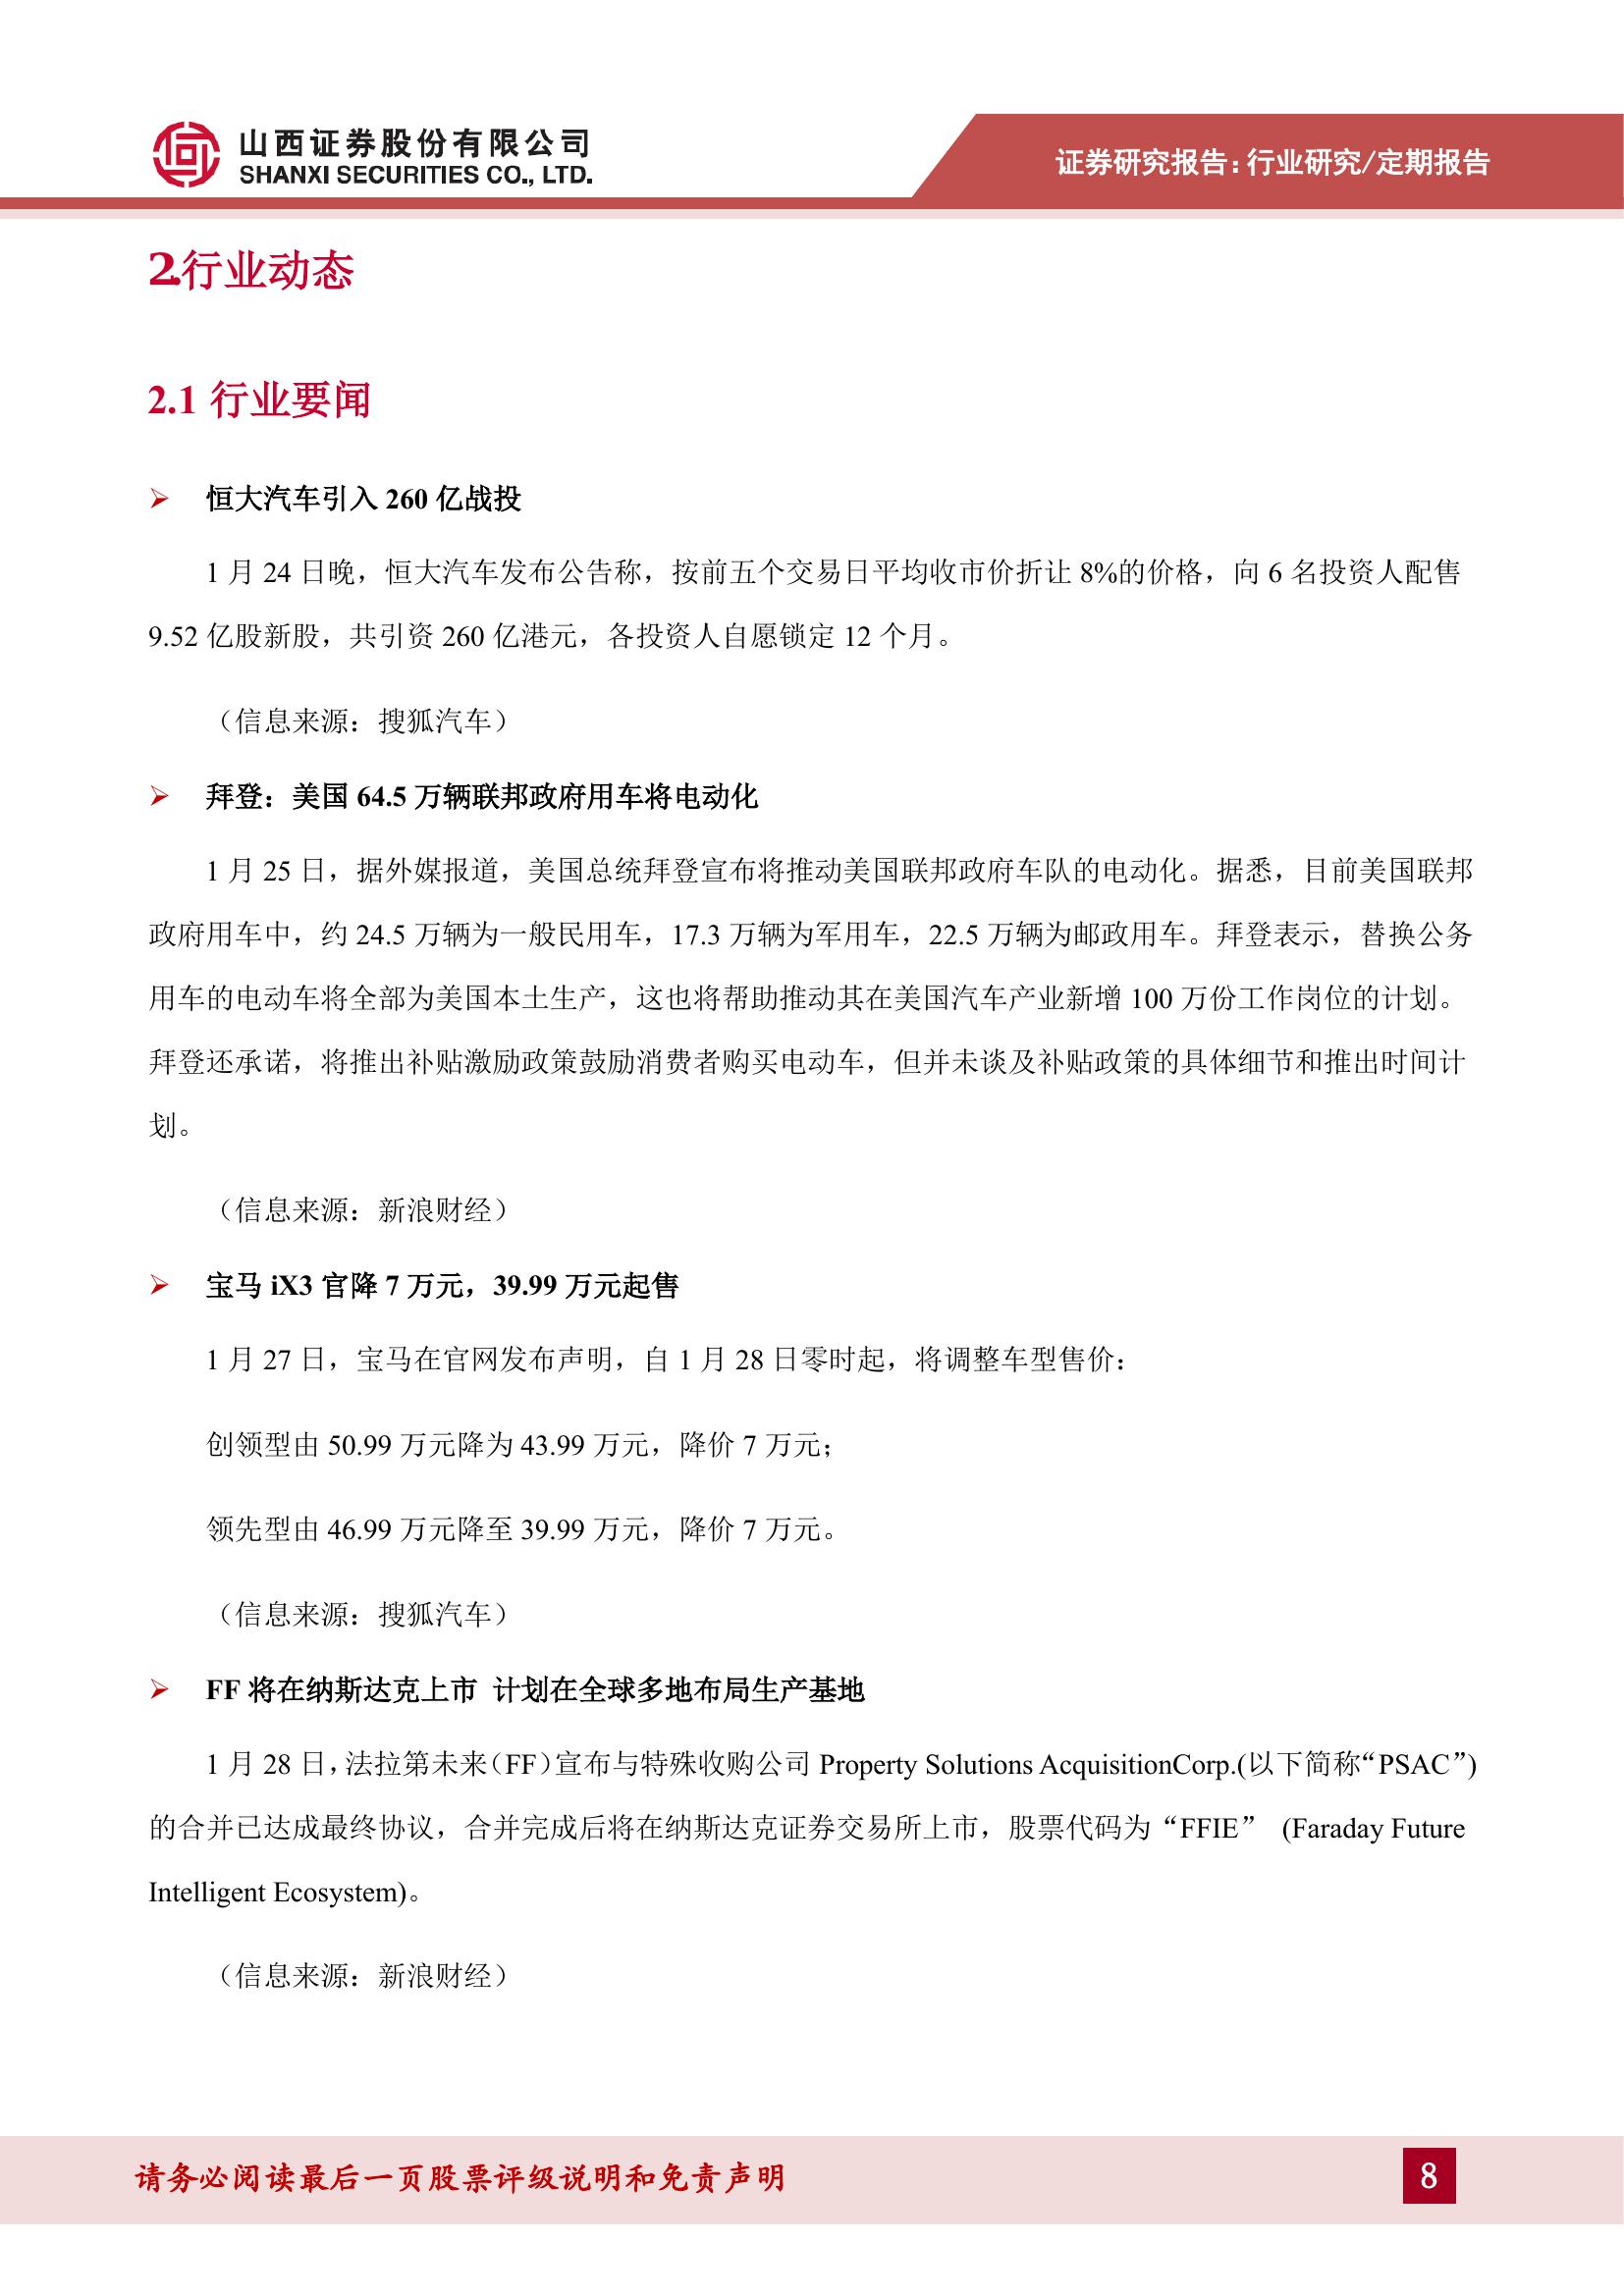 山西证券股份有限公司
SHANXI SECURITIES CO., LTD.
证券研究报告：行业研究/定期报告
2.行业动态
2.1 行业要闻
恒大汽车引入 260 亿战投
1 月 24 日晚，恒大汽车发布公告称，按前五个交易日平均收市价折让 8%的价格，向 6 名投资人配售
9.52 亿股新股，共引资 260 亿港元，各投资人自愿锁定 12 个月。
（信息来源：搜狐汽车）
拜登：美国 64.5 万辆联邦政府用车将电动化
1 月 25 日，据外媒报道，美国总统拜登宣布将推动美国联邦政府车队的电动化。据悉，目前美国联邦
政府用车中，约 24.5 万辆为一般民用车，17.3 万辆为军用车，22.5 万辆为邮政用车。拜登表示，替换公务
用车的电动车将全部为美国本土生产，这也将帮助推动其在美国汽车产业新增 100 万份工作岗位的计划。
拜登还承诺，将推出补贴激励政策鼓励消费者购买电动车，但并未谈及补贴政策的具体细节和推出时间计
划。
（信息来源：新浪财经）
宝马 iX3 官降 7 万元，39.99 万元起售
1 月 27 日，宝马在官网发布声明，自 1 月 28 日零时起，将调整车型售价：
创领型由 50.99 万元降为 43.99 万元，降价 7 万元；
领先型由 46.99 万元降至 39.99 万元，降价 7 万元。
（信息来源：搜狐汽车）
FF 将在纳斯达克上市 计划在全球多地布局生产基地
1 月 28 日，法拉第未来（FF）宣布与特殊收购公司 Property Solutions AcquisitionCorp.(以下简称“PSAC”)
的合并已达成最终协议，合并完成后将在纳斯达克证券交易所上市，股票代码为“FFIE” (Faraday Future
Intelligent Ecosystem)。
（信息来源：新浪财经）
请务必阅读最后一页股票评级说明和免责声明
8